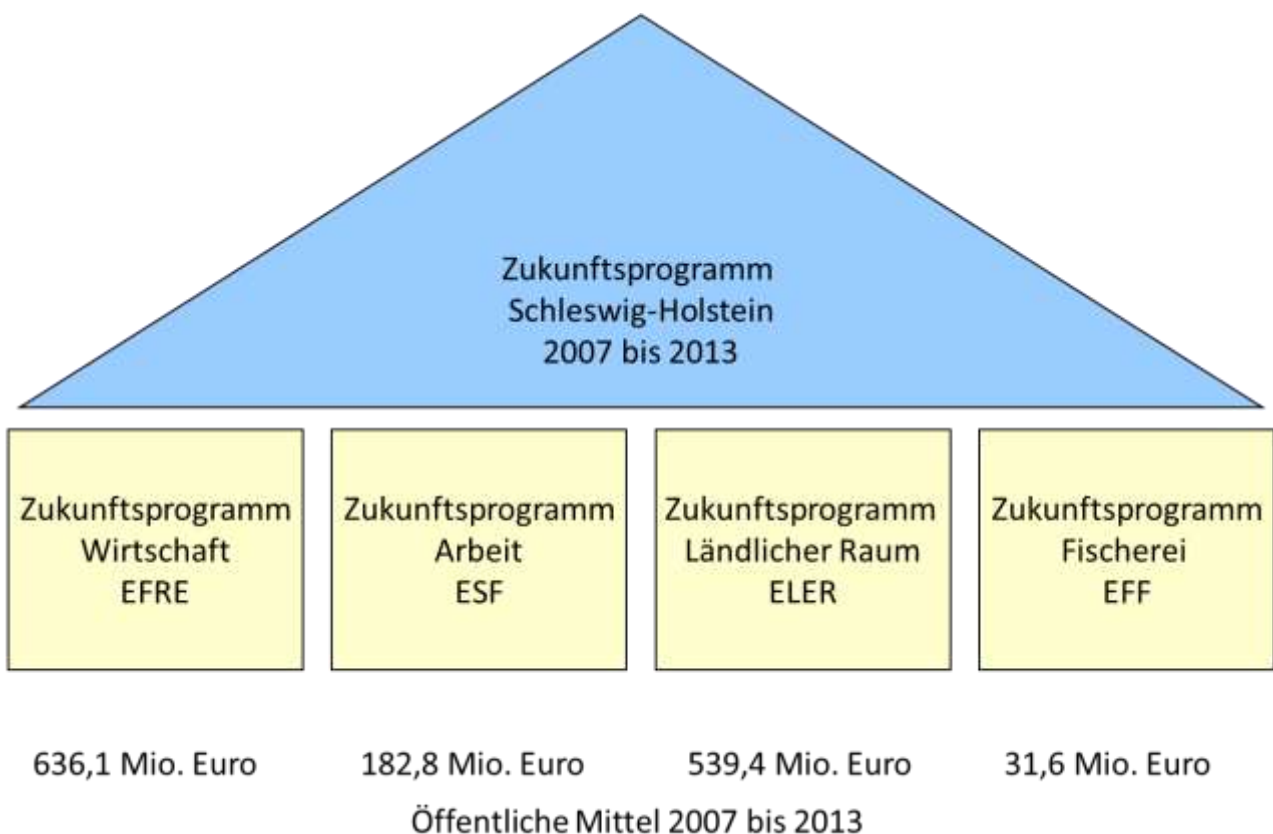 Zukunftsprogramm
Schleswig-Holstein
2007 bis 2013
Zukunftsprogramm
Wirtschaft
EFRE
Zukunftsprogramm
Arbeit
ESF
Zukunftsprogramm
Ländlicher Raum
ELER
Zukunftsprogramm
Fischerei
EFF
636,1 Mio. Euro
182,8 Mio. Euro
539,4 Mio. Euro
31,6 Mio. Euro
Öffentliche Mittel 2007 bis 2013